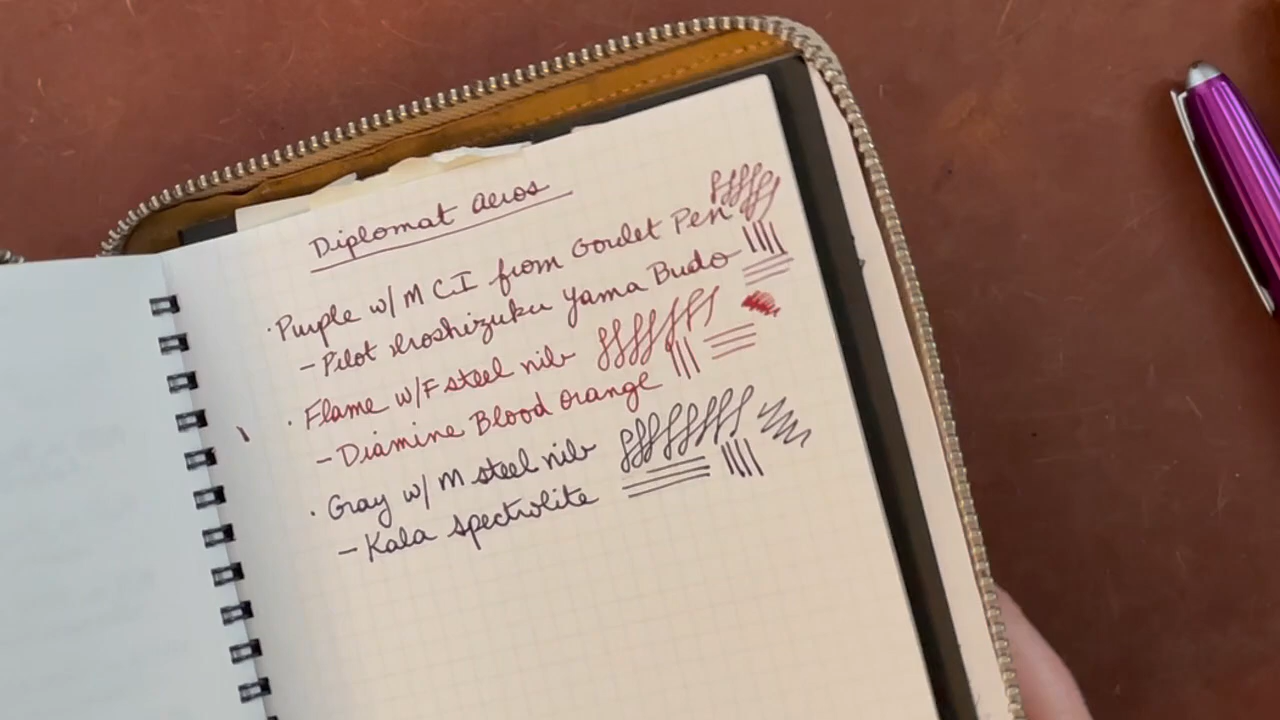 Diplomat Aeros
· Purple w/ M CI from Goulet Pen
- Pilot Iroshizuku Yama Budo
· Flame w/ F steel nib
- Diamine Blood Orange
· Gray w/ M steel nib
- Kala Spectrolite